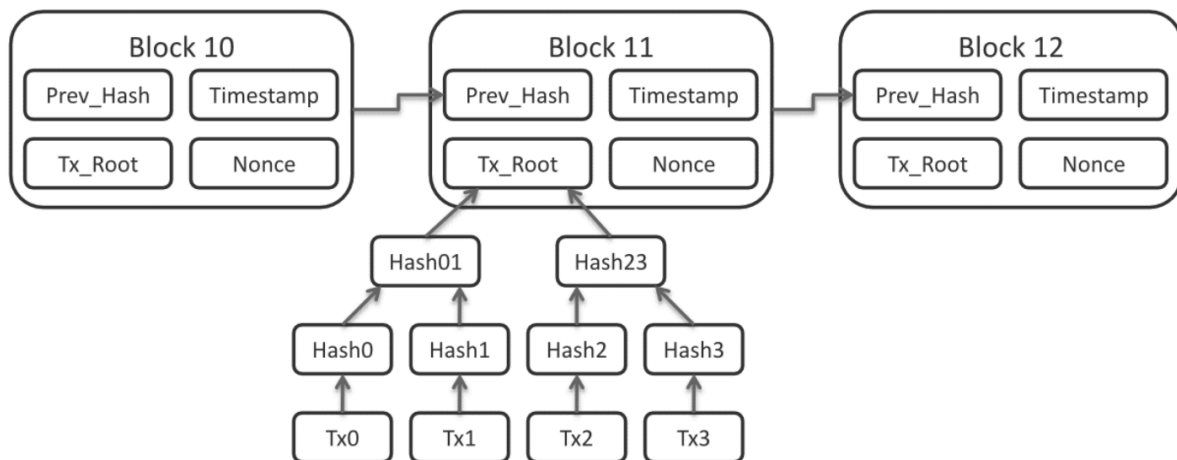 Block 10
Block 11
Block 12
Prev_Hash
Timestamp
Prev_Hash
Timestamp
Prev_Hash
Timestamp
Tx_Root
Nonce
Tx_Root
Nonce
Tx_Root
Nonce
Hash01
Hash23
Hash0
Hash1
Hash2
Hash3
Tx0
Tx1
Tx2
Tx3